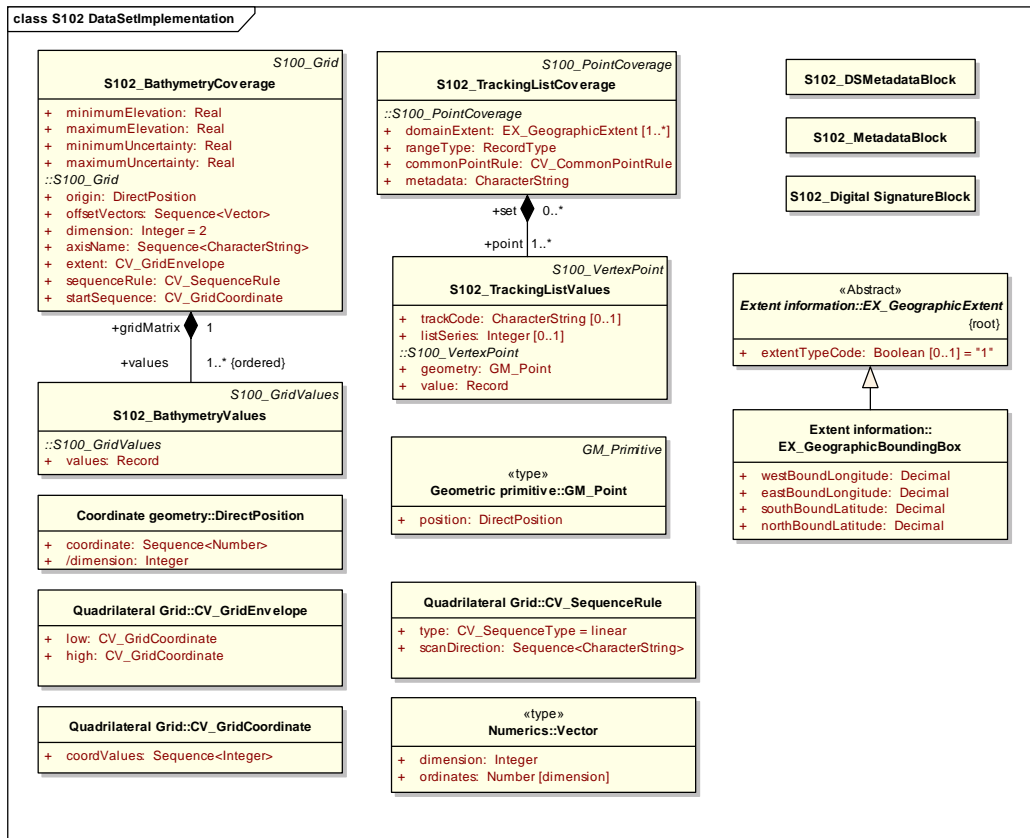 class S102 DataSetImplementation
S100_Grid
S102_BathymetryCoverage
+ minimumElevation: Real
+ maximumElevation: Real
+ minimumUncertainty: Real
+ maximumUncertainty: Real
::S100_Grid
+ origin: DirectPosition
+ offsetVectors: Sequence<Vector>
+ dimension: Integer = 2
+ axisName: Sequence<CharacterString>
+ extent: CV_GridEnvelope
+ sequenceRule: CV_SequenceRule
+ startSequence: CV_GridCoordinate
+gridMatrix 1
+values 1..* {ordered}
S100_GridValues
S102_BathymetryValues
::S100_GridValues
+ values: Record
Coordinate geometry::DirectPosition
+ coordinate: Sequence<Number>
+ /dimension: Integer
Quadrilateral Grid::CV_GridEnvelope
+ low: CV_GridCoordinate
+ high: CV_GridCoordinate
Quadrilateral Grid::CV_GridCoordinate
+ coordValues: Sequence<Integer>
S100_PointCoverage
S102_TrackingListCoverage
::S100_PointCoverage
+ domainExtent: EX_GeographicExtent [1..*]
+ rangeType: RecordType
+ commonPointRule: CV_CommonPointRule
+ metadata: CharacterString
+set 0..*
+point 1..*
S100_VertexPoint
S102_TrackingListValues
+ trackCode: CharacterString [0..1]
+ listSeries: Integer [0..1]
::S100_VertexPoint
+ geometry: GM_Point
+ value: Record
GM_Primitive
«type»
Geometric primitive::GM_Point
+ position: DirectPosition
Quadrilateral Grid::CV_SequenceRule
+ type: CV_SequenceType = linear
+ scanDirection: Sequence<CharacterString>
«type»
Numerics::Vector
+ dimension: Integer
+ ordinates: Number [dimension]
S102_DSMetadataBlock
S102_MetadataBlock
S102_Digital SignatureBlock
«Abstract»
Extent information::EX_GeographicExtent
{root}
+ extentTypeCode: Boolean [0..1] = "1"
Extent information::
EX_GeographicBoundingBox
+ westBoundLongitude: Decimal
+ eastBoundLongitude: Decimal
+ southBoundLatitude: Decimal
+ northBoundLatitude: Decimal